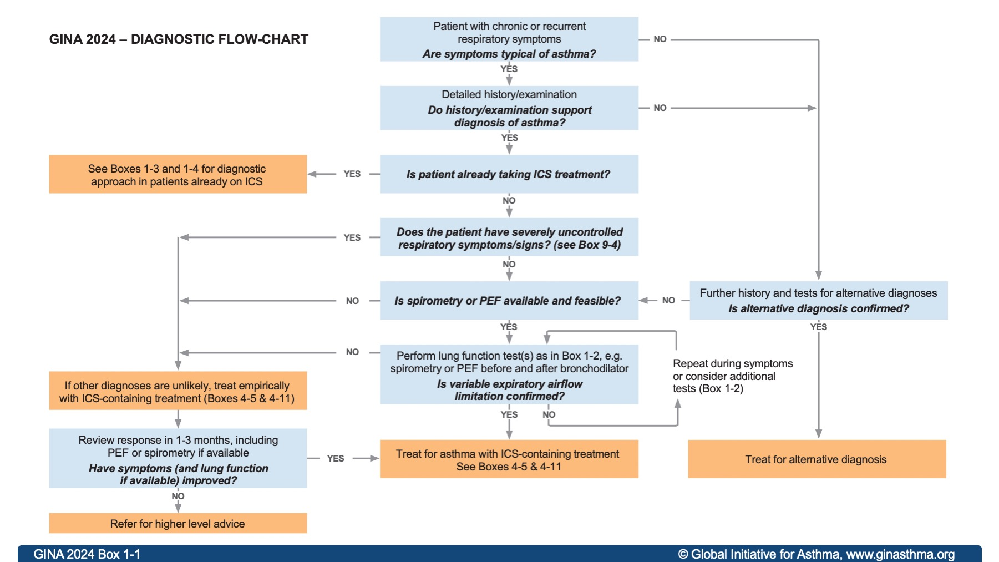 GINA 2024 – DIAGNOSTIC FLOW-CHART
Patient with chronic or recurrent
respiratory symptoms
Are symptoms typical of asthma?
NO
YES
Detailed history/examination
Do history/examination support
diagnosis of asthma?
NO
YES
See Boxes 1-3 and 1-4 for diagnostic
approach in patients already on ICS
YES
Is patient already taking ICS treatment?
NO
Does the patient have severely uncontrolled
respiratory symptoms/signs? (see Box 9-4)
YES
NO
Is spirometry or PEF available and feasible?
NO
NO
Further history and tests for alternative diagnoses
Is alternative diagnosis confirmed?
YES
YES
Perform lung function test(s) as in Box 1-2, e.g.
spirometry or PEF before and after bronchodilator
Is variable expiratory airflow
limitation confirmed?
NO
Repeat during symptoms
or consider additional
tests (Box 1-2)
YES
NO
If other diagnoses are unlikely, treat empirically
with ICS-containing treatment (Boxes 4-5 & 4-11)
Review response in 1-3 months, including
PEF or spirometry if available
Have symptoms (and lung function
if available) improved?
YES
Treat for asthma with ICS-containing treatment
See Boxes 4-5 & 4-11
Treat for alternative diagnosis
NO
Refer for higher level advice
GINA 2024 Box 1-1
© Global Initiative for Asthma, www.ginasthma.org